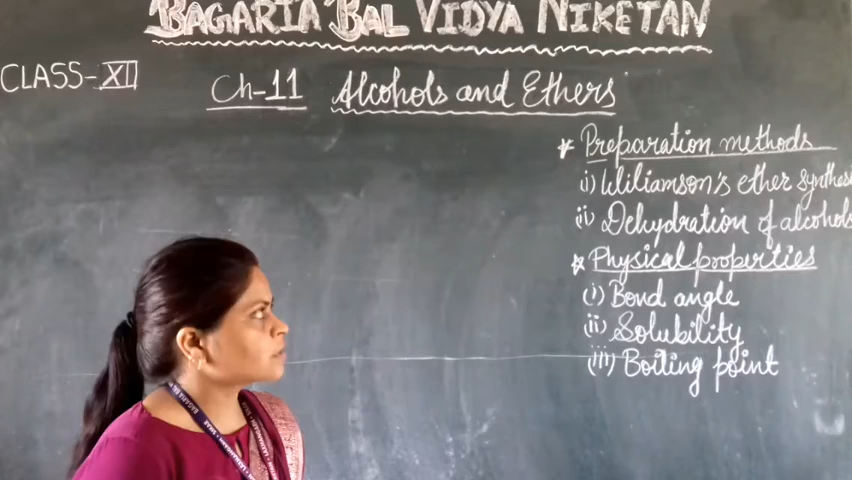 BAGARIA BAL VIDYA NIKETAN
CLASS-XII
Ch-11 Alcohols and Ethers
* Preparation methods
i) Williamson's ether synthesi
ii) Dehydration of alcohols
* Physical properties
(i) Bond angle
(ii) Solubility
(iii) Boiling point